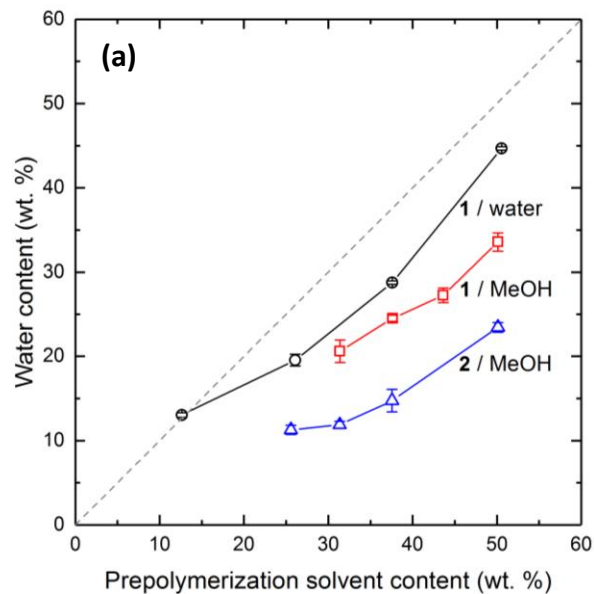 (a)
60
50
40
30
20
10
0
Water content (wt. %)
1 / water
1 / MeOH
2 / MeOH
0 10 20 30 40 50 60
Prepolymerization solvent content (wt. %)